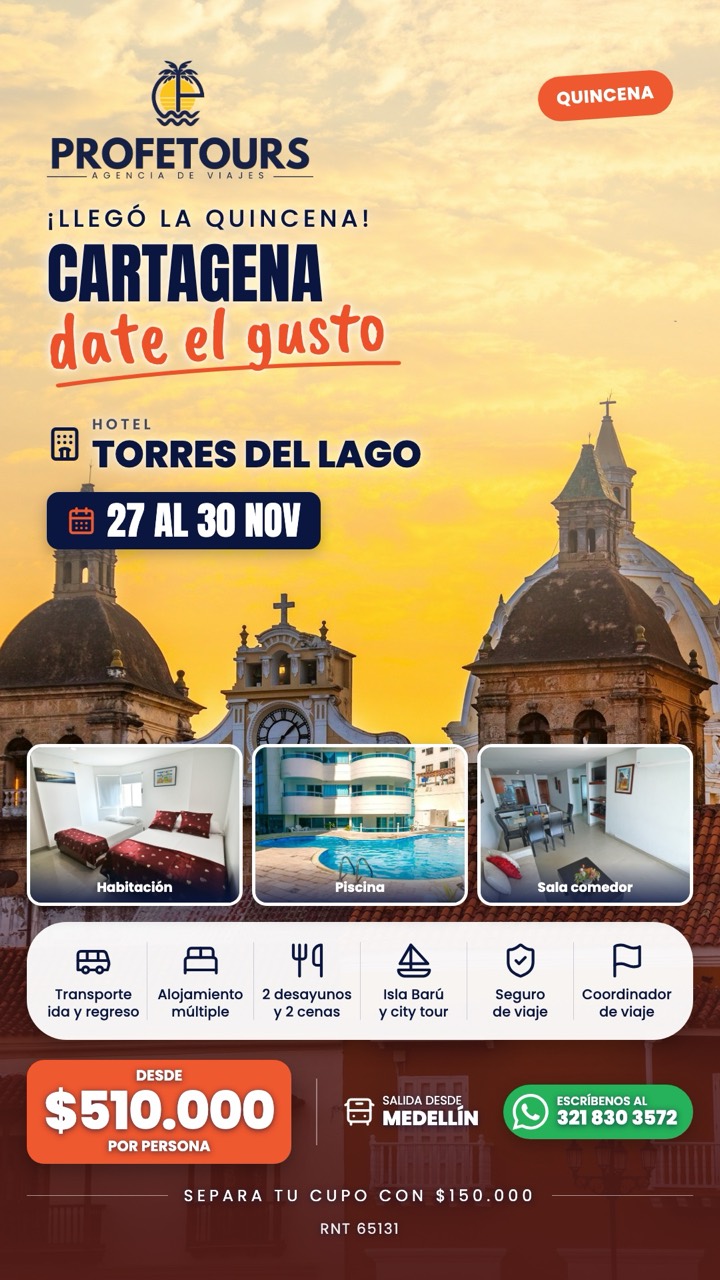 PROFETOURS
AGENCIA DE VIAJES
QUINCENA
¡LLEGÓ LA QUINCENA!
CARTAGENA
date el gusto
HOTEL
TORRES DEL LAGO
27 AL 30 NOV
Habitación
Piscina
Sala comedor
Transporte
ida y regreso
Alojamiento
múltiple
2 desayunos
y 2 cenas
Isla Barú
y city tour
Seguro
de viaje
Coordinador
de viaje
DESDE
$510.000
POR PERSONA
SALIDA DESDE
MEDELLÍN
ESCRÍBENOS AL
321 830 3572
SEPARA TU CUPO CON $150.000
RNT 65131